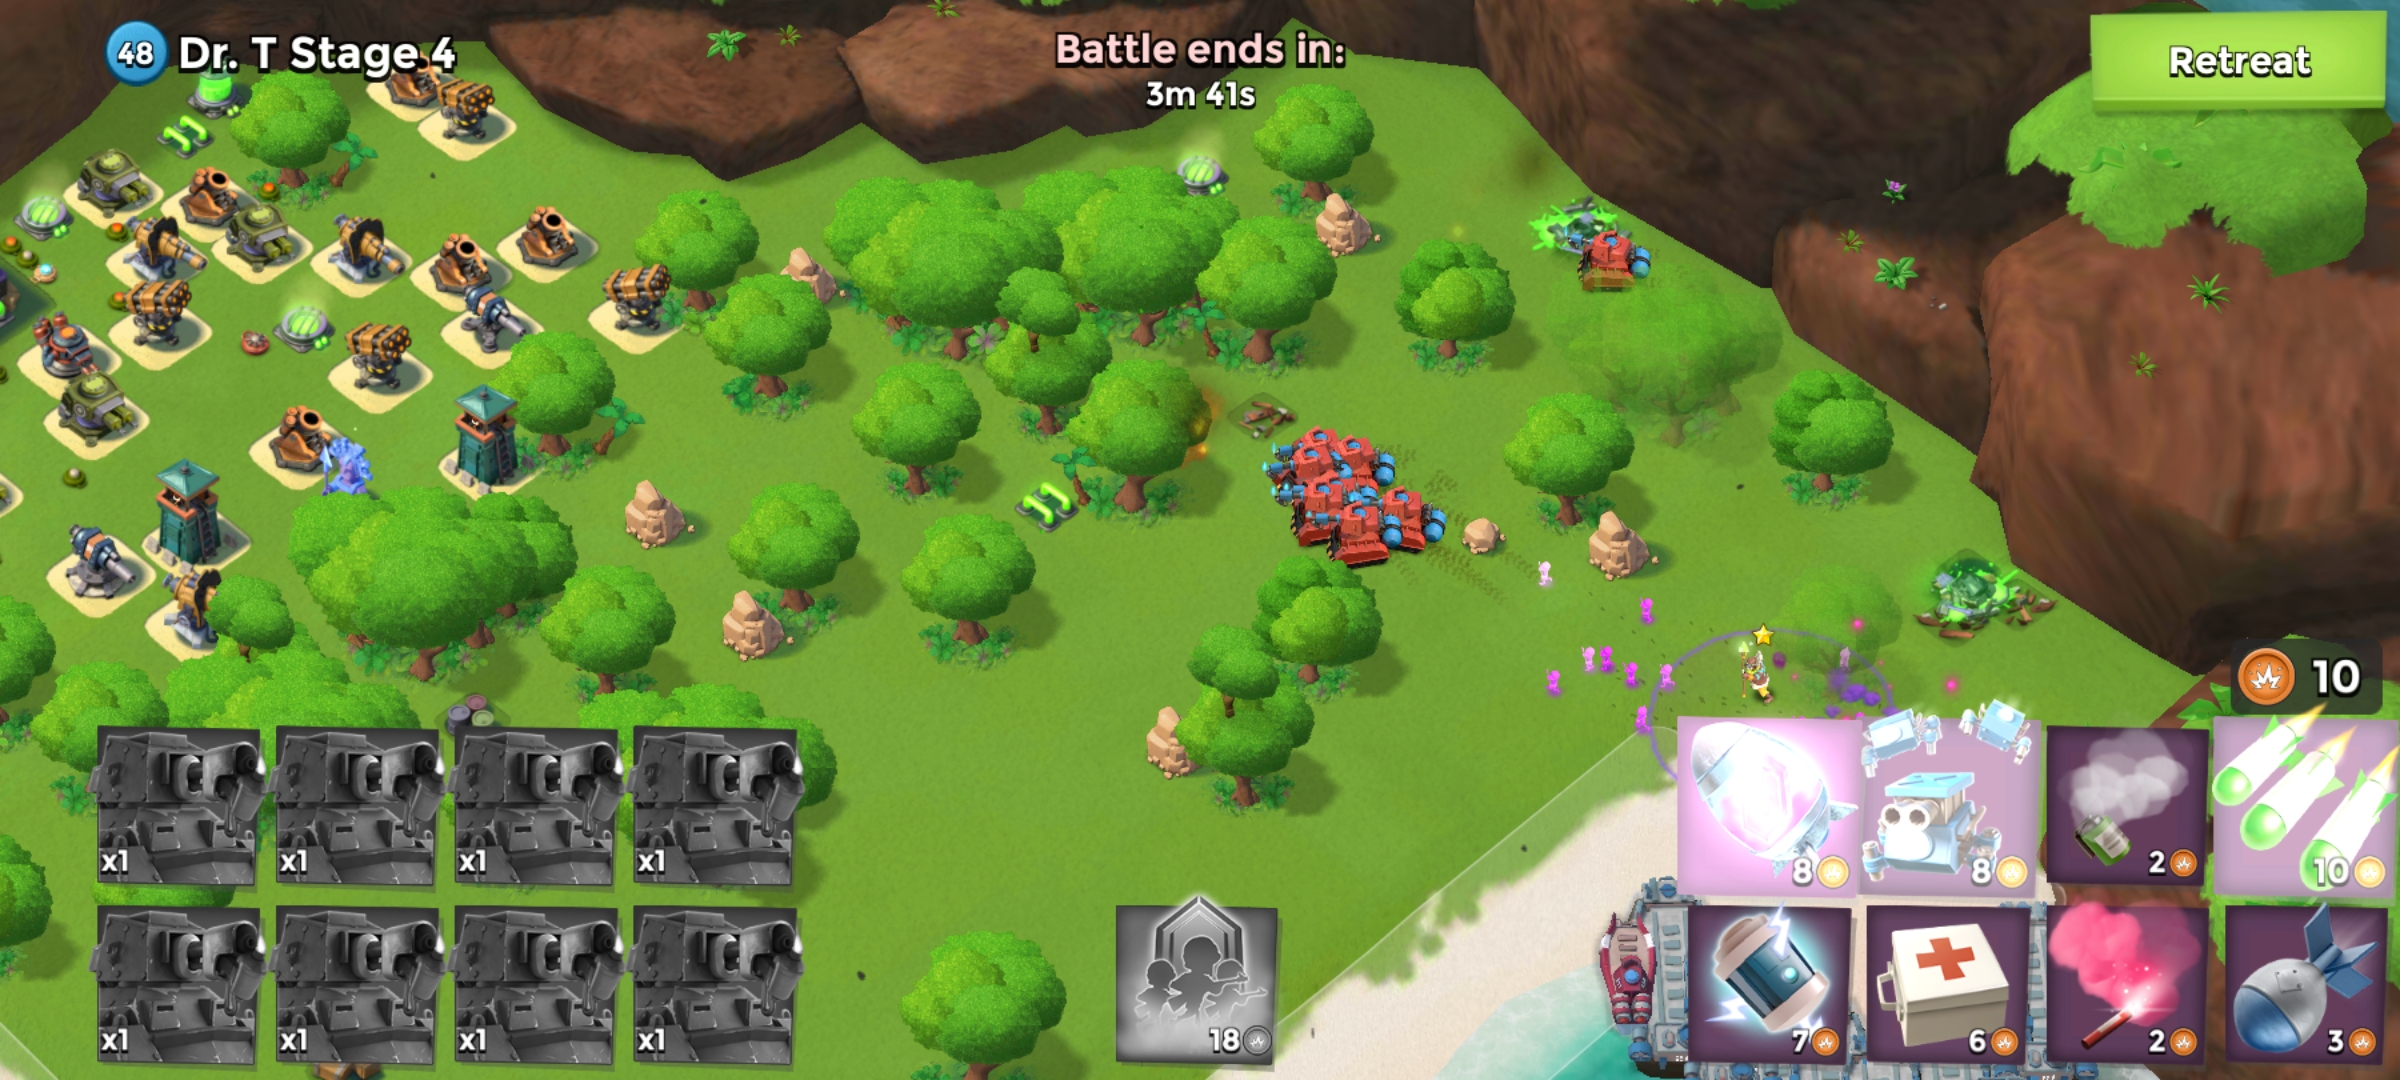 48 Dr. T Stage 4
Battle ends in:
3m 41s
Retreat
10
x1 x1 x1 x1
8 8 2 10
x1 x1 x1 x1
18
7 6 2 3